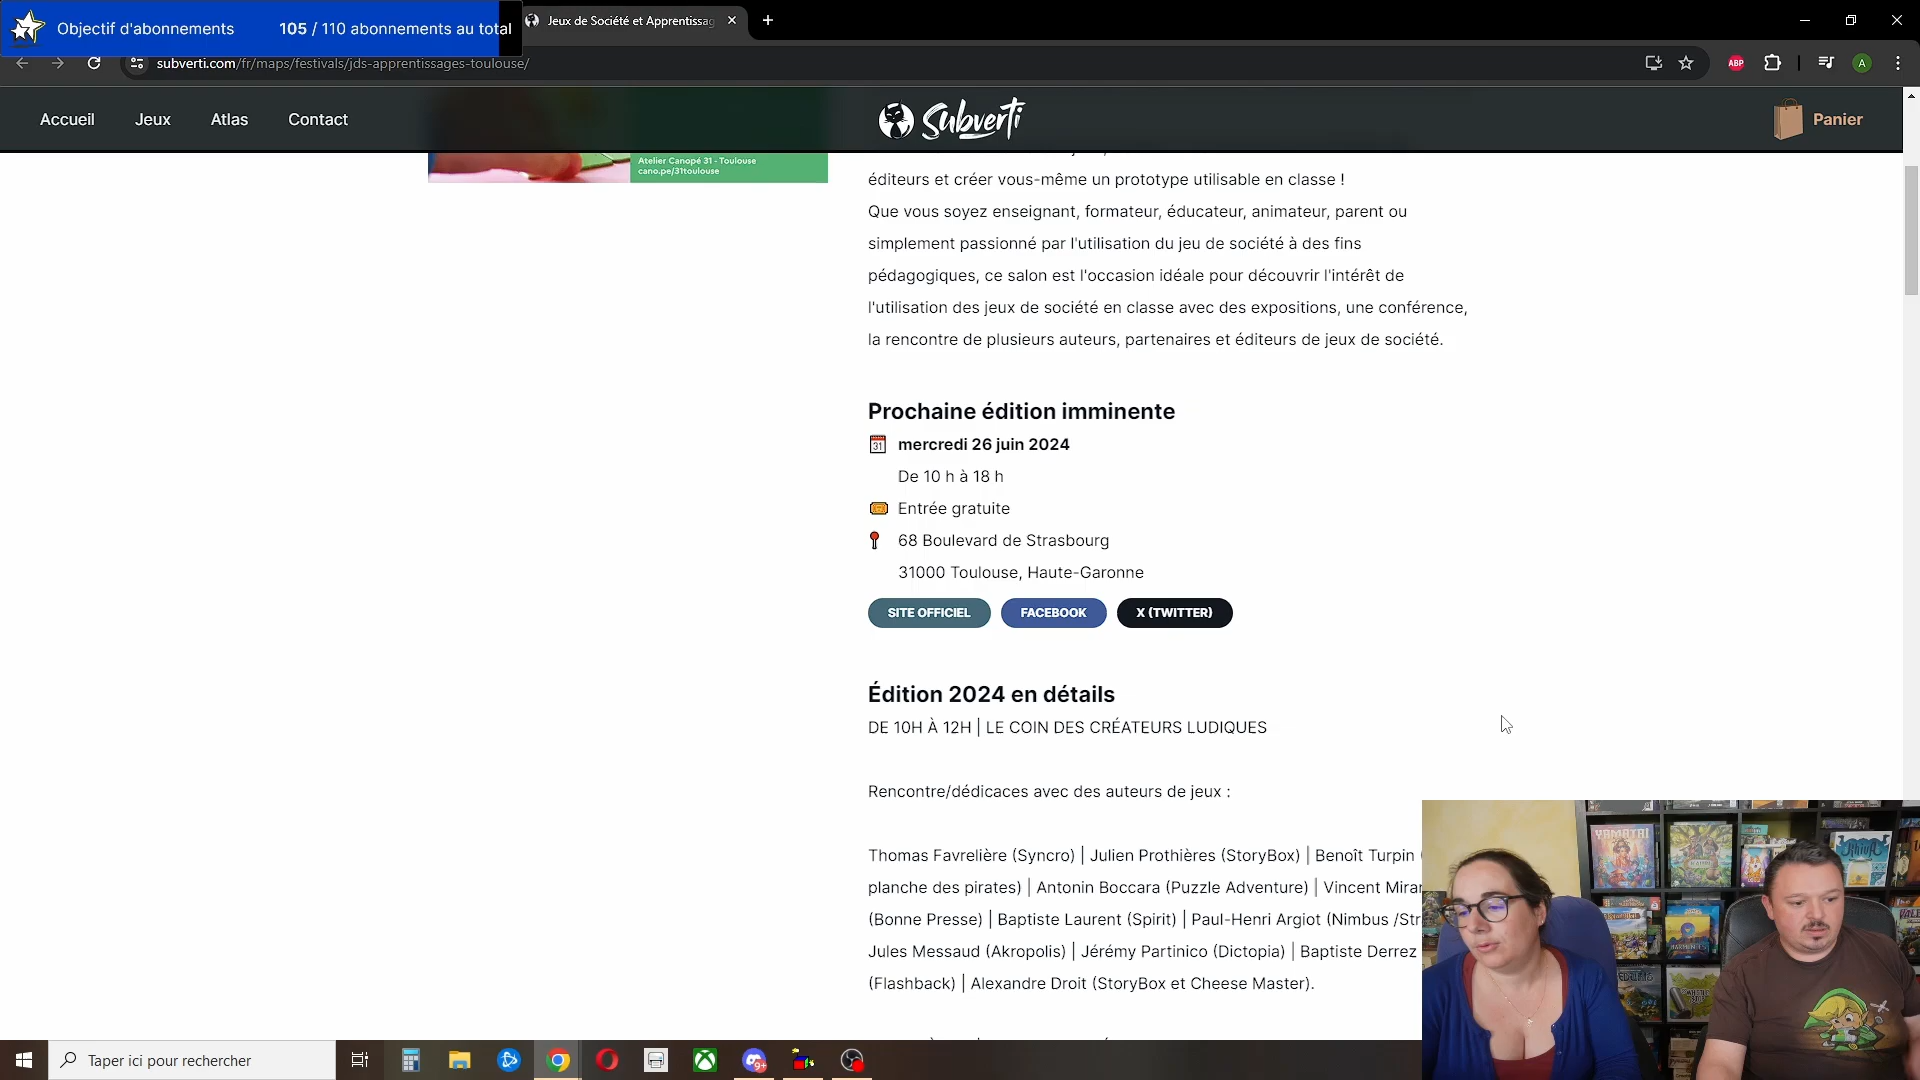 Objectif d'abonnements
105 / 110 abonnements au total
Jeux de Société et Apprentissag
subverti.com/fr/maps/festivals/jds-apprentissages-toulouse/
ABP
A
Accueil
Jeux
Atlas
Contact
Subverti
Panier
Atelier Canopé 31 - Toulouse
cano.pe/31toulouse
éditeurs et créer vous-même un prototype utilisable en classe !
Que vous soyez enseignant, formateur, éducateur, animateur, parent ou
simplement passionné par l'utilisation du jeu de société à des fins
pédagogiques, ce salon est l'occasion idéale pour découvrir l'intérêt de
l'utilisation des jeux de société en classe avec des expositions, une conférence,
la rencontre de plusieurs auteurs, partenaires et éditeurs de jeux de société.
Prochaine édition imminente
31
mercredi 26 juin 2024
De 10 h à 18 h
Entrée gratuite
68 Boulevard de Strasbourg
31000 Toulouse, Haute-Garonne
SITE OFFICIEL
FACEBOOK
X (TWITTER)
Édition 2024 en détails
DE 10H À 12H | LE COIN DES CRÉATEURS LUDIQUES
Rencontre/dédicaces avec des auteurs de jeux :
Thomas Favrelière (Syncro) | Julien Prothières (StoryBox) | Benoît Turpin
planche des pirates) | Antonin Boccara (Puzzle Adventure) | Vincent Mirar
(Bonne Presse) | Baptiste Laurent (Spirit) | Paul-Henri Argiot (Nimbus /Str
Jules Messaud (Akropolis) | Jérémy Partinico (Dictopia) | Baptiste Derrez
(Flashback) | Alexandre Droit (StoryBox et Cheese Master).
YAMATAI
Taper ici pour rechercher
9+